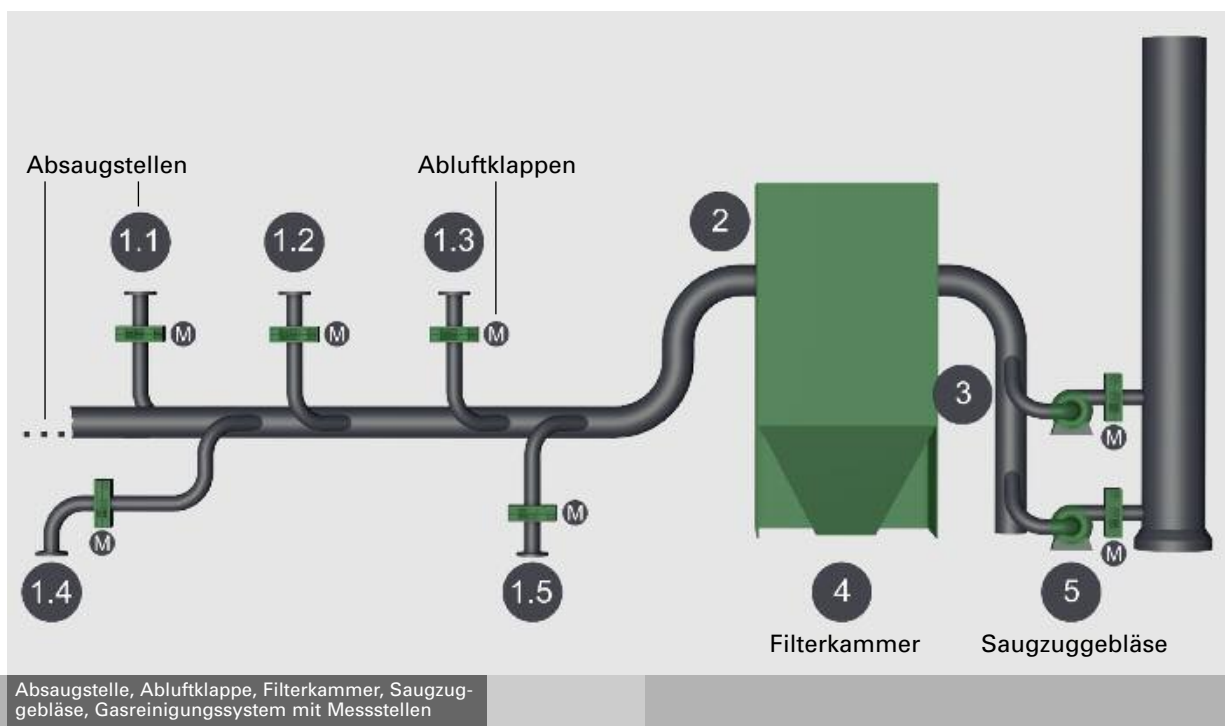 Absaugstellen
Abluftklappen
1.1
1.2
1.3
2
M
M
M
3
M
M
M
M
M
1.4
1.5
4
5
Filterkammer
Saugzuggebläse
Absaugstelle, Abluftklappe, Filterkammer, Saugzug-
gebläse, Gasreinigungssystem mit Messstellen